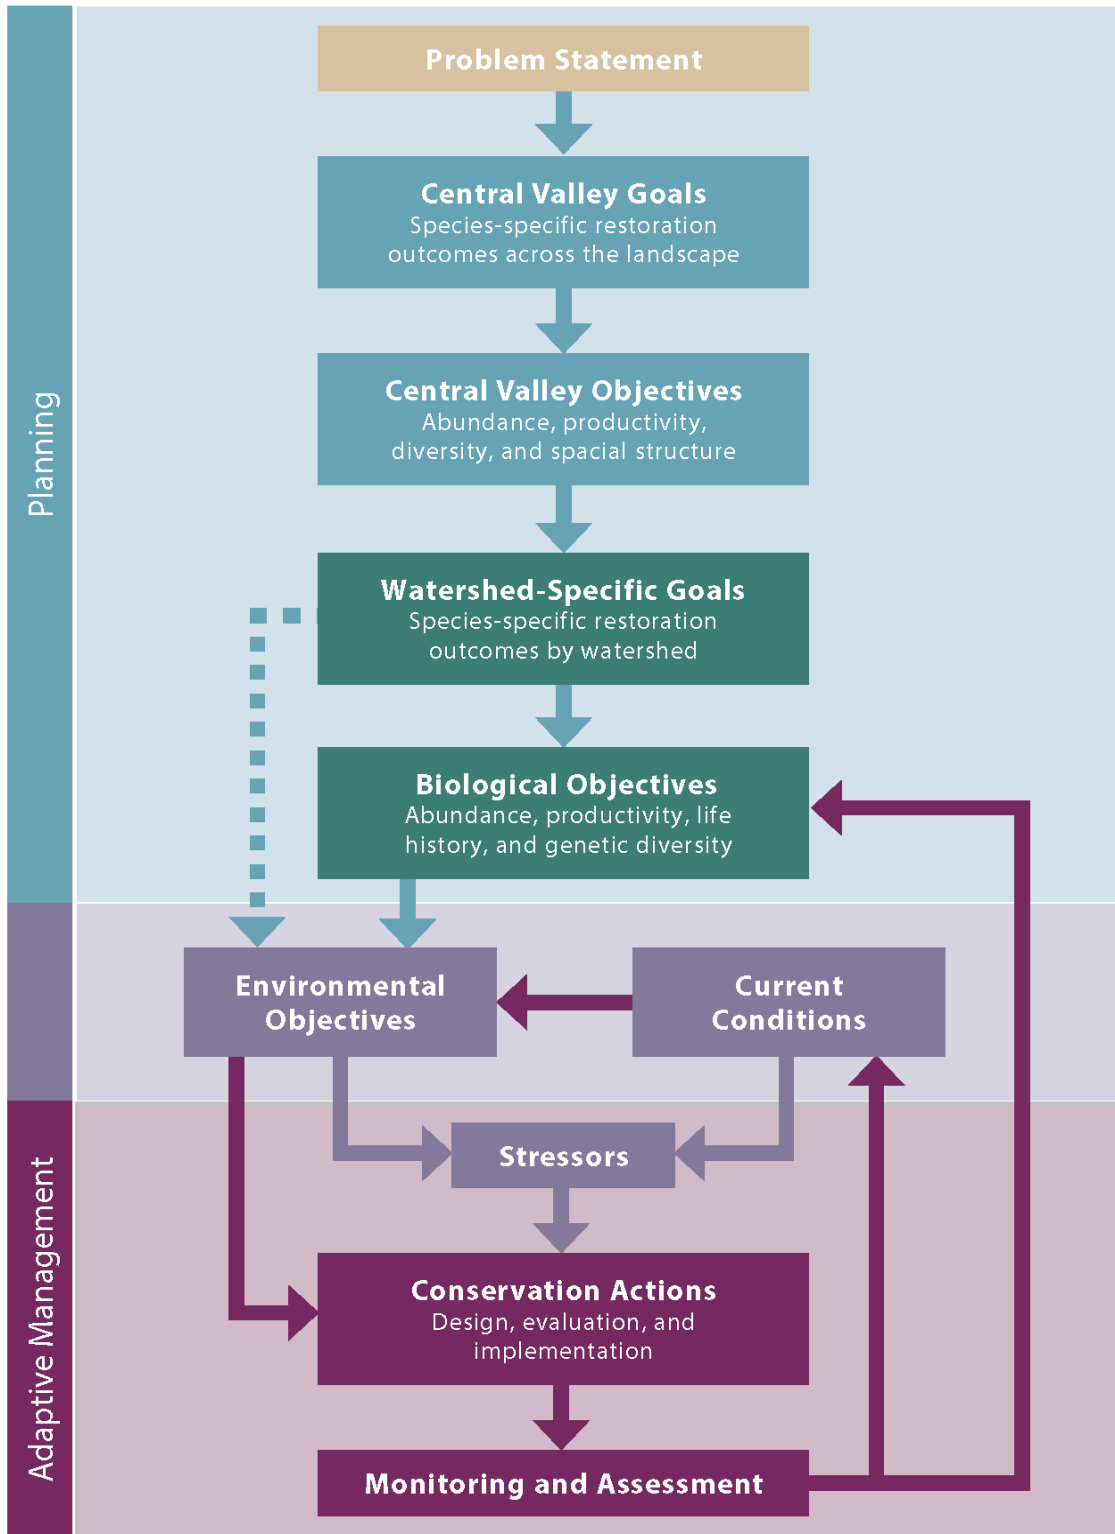 Problem Statement
Central Valley Goals
Species-specific restoration
outcomes across the landscape
Central Valley Objectives
Abundance, productivity,
diversity, and spacial structure
Planning
Watershed-Specific Goals
Species-specific restoration
outcomes by watershed
Biological Objectives
Abundance, productivity, life
history, and genetic diversity
Environmental
Objectives
Current
Conditions
Stressors
Adaptive Management
Conservation Actions
Design, evaluation, and
implementation
Monitoring and Assessment